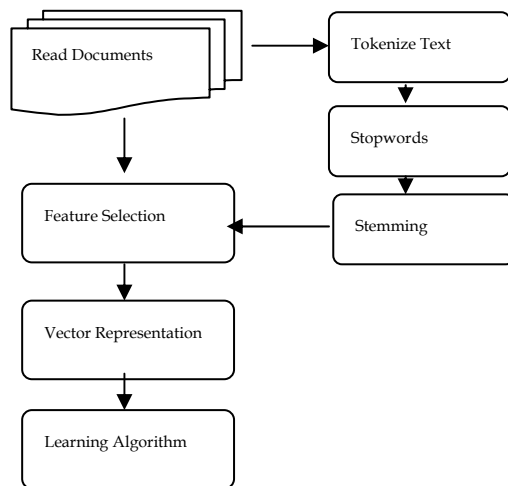 Read Documents
Tokenize Text
Stopwords
Stemming
Feature Selection
Vector Representation
Learning Algorithm